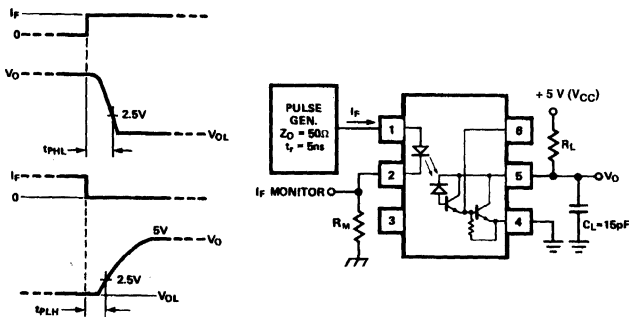 IF
0
VO
2.5V
VOL
tPHL
IF
0
5V
VO
2.5V
VOL
tPLH
PULSE
GEN.
ZO = 50Ω
tr = 5ns
IF
IF MONITOR
RM
1
2
3
6
5
4
+ 5 V (VCC)
RL
VO
CL = 15pF